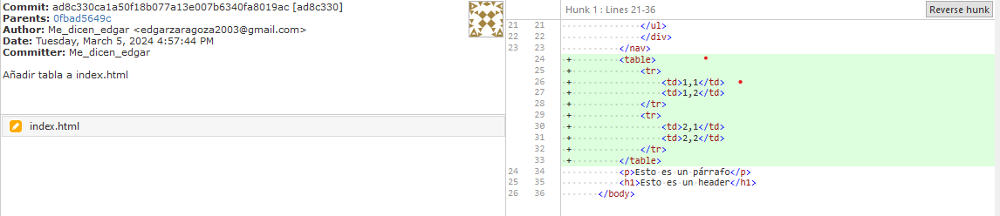 Commit: ad8c330ca1a50f18b077a13e007b6340fa8019ac [ad8c330]
Parents: 0fbad5649c
Author: Me_dicen_edgar <edgarzaragoza2003@gmail.com>
Date: Tuesday, March 5, 2024 4:57:44 PM
Committer: Me_dicen_edgar
Añadir tabla a index.html
index.html
Hunk 1 : Lines 21-36
Reverse hunk
21 21 </ul>
22 22 </div>
23 23 </nav>
24 + <table>
25 + <tr>
26 + <td>1,1</td>
27 + <td>1,2</td>
28 + </tr>
29 + <tr>
30 + <td>2,1</td>
31 + <td>2,2</td>
32 + </tr>
33 + </table>
24 34 <p>Esto es un párrafo</p>
25 35 <h1>Esto es un header</h1>
26 36 </body>